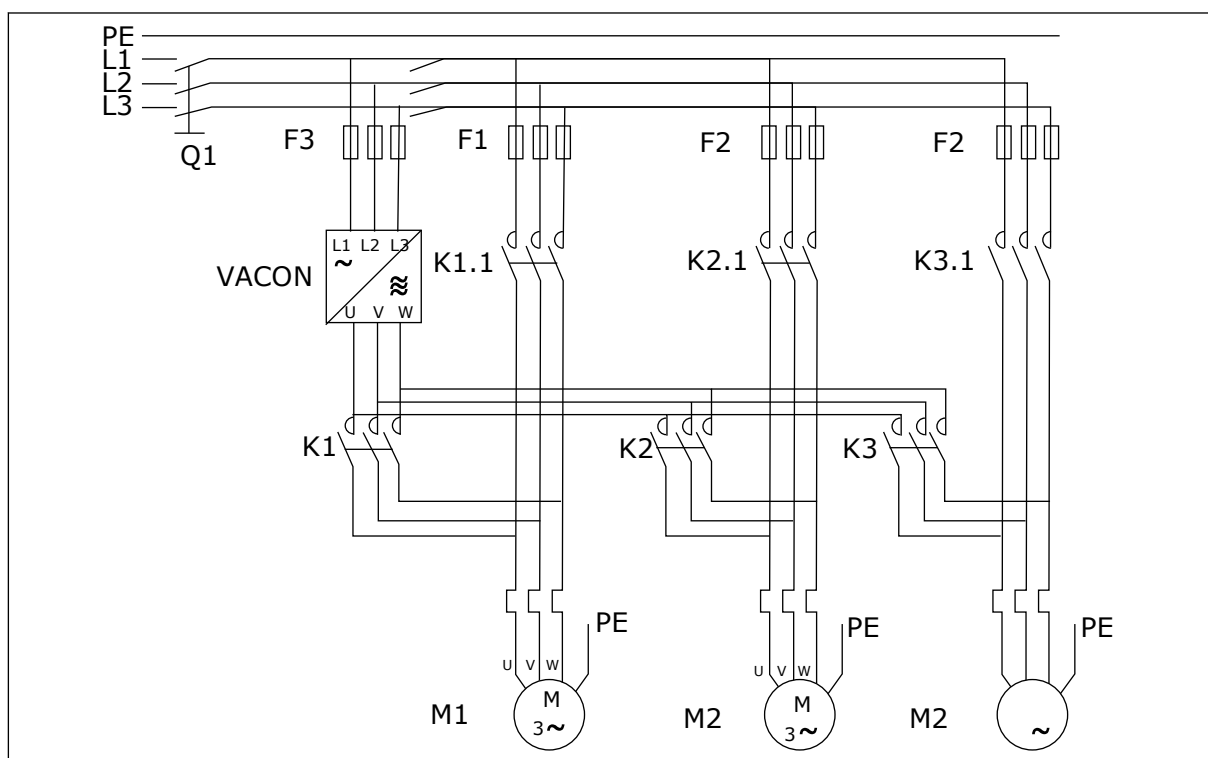 PE
L1
L2
L3
Q1
F3
F1
F2
F2
L1 L2 L3
~
VACON
≋
U V W
K1.1
K2.1
K3.1
K1
K2
K3
PE
PE
PE
U V W
U V W
M1
M
3~
M2
M
3~
M2
~